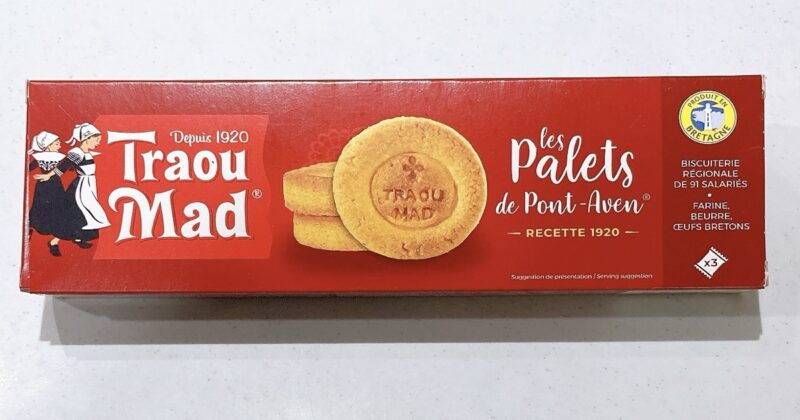 Depuis 1920
Traou
Mad®
TRAOU
MAD
les
Palets
de Pont-Aven®
RECETTE 1920
Suggestion de présentation / Serving suggestion
PRODUIT EN
BRETAGNE
BISCUITERIE
RÉGIONALE
DE 91 SALARIÉS
•
FARINE,
BEURRE,
ŒUFS BRETONS
x3